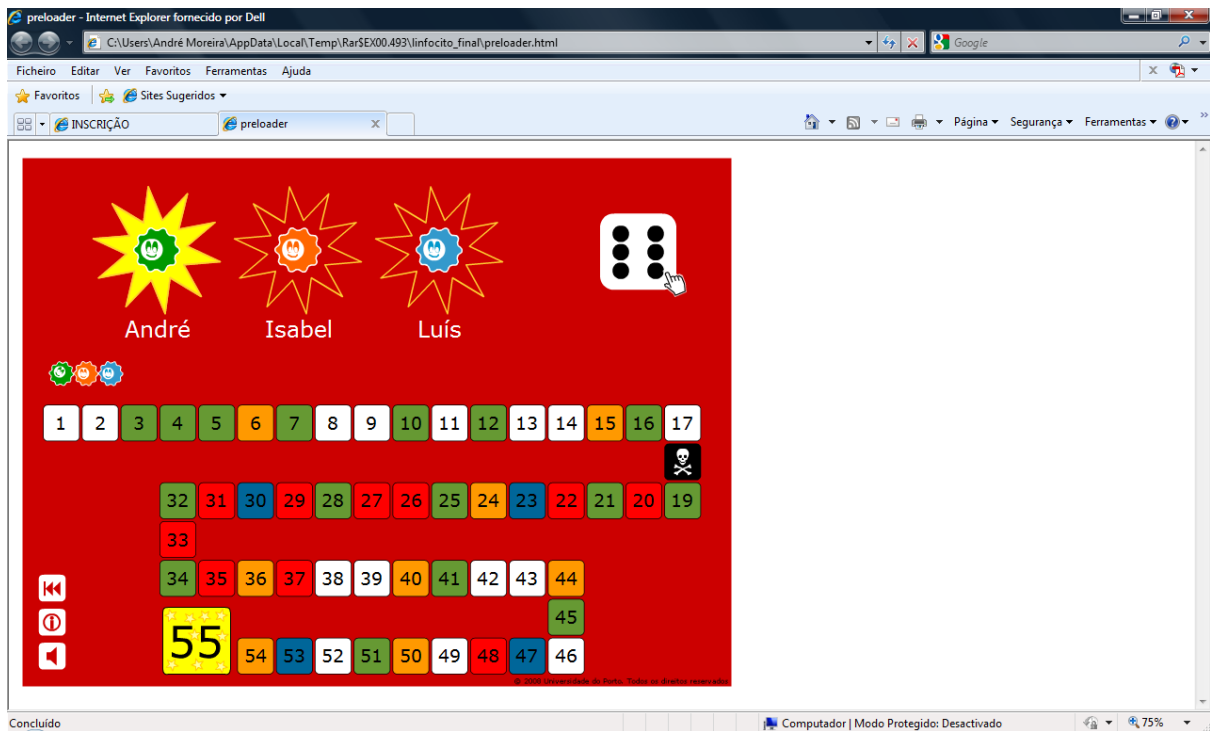 preloader - Internet Explorer fornecido por Dell
C:\Users\André Moreira\AppData\Local\Temp\Rar$EX00.493\linfocito_final\preloader.html
Google
Ficheiro Editar Ver Favoritos Ferramentas Ajuda
Favoritos Sites Sugeridos
INSCRIÇÃO preloader Página Segurança Ferramentas
André Isabel Luís
1 2 3 4 5 6 7 8 9 10 11 12 13 14 15 16 17
32 31 30 29 28 27 26 25 24 23 22 21 20 19
33
34 35 36 37 38 39 40 41 42 43 44
45
55 54 53 52 51 50 49 48 47 46
© 2008 Universidade do Porto. Todos os direitos reservados
Concluído Computador | Modo Protegido: Desactivado 75%